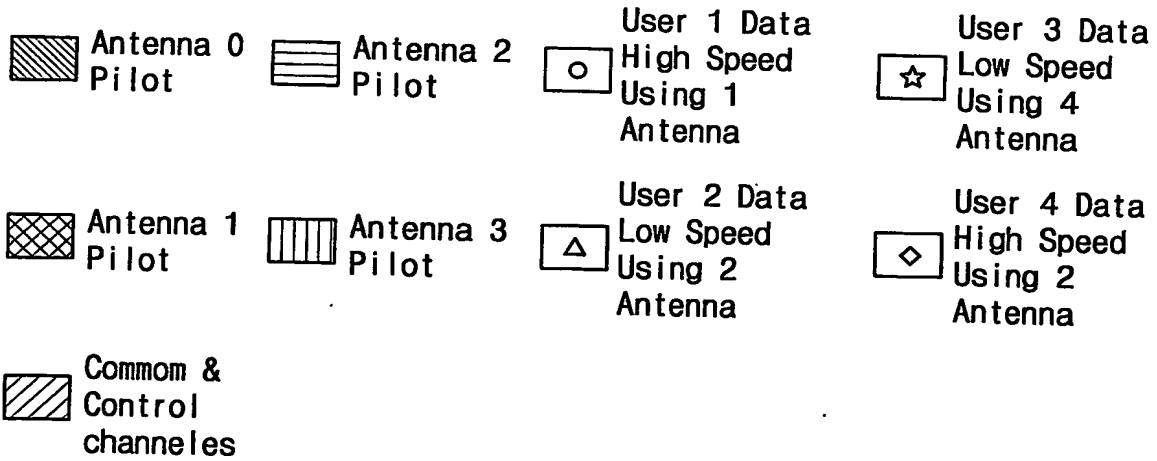 Antenna 0
Pilot
Antenna 2
Pilot
User 1 Data
High Speed
Using 1
Antenna
User 3 Data
Low Speed
Using 4
Antenna
Antenna 1
Pilot
Antenna 3
Pilot
User 2 Data
Low Speed
Using 2
Antenna
User 4 Data
High Speed
Using 2
Antenna
Commom &
Control
channeles